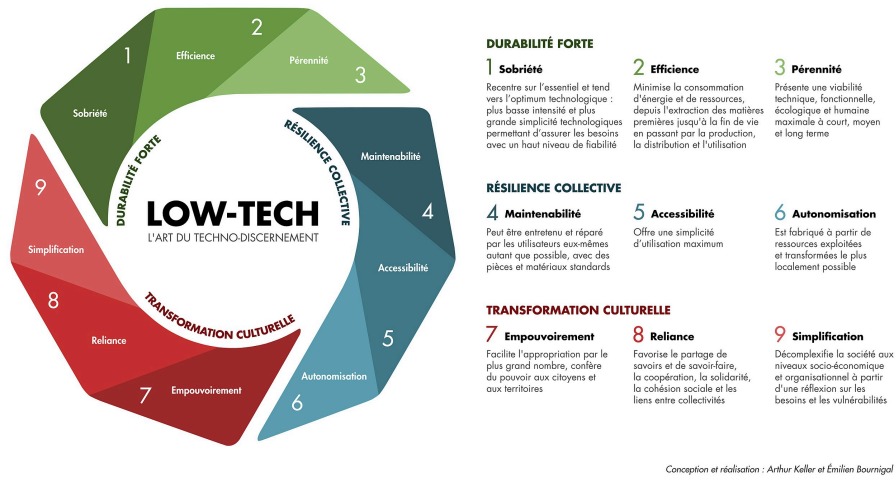 1
2
Efficience
Pérennité
3
Sobriété
DURABILITÉ FORTE
RÉSILIENCE COLLECTIVE
Maintenabilité
4
9
LOW-TECH
L'ART DU TECHNO-DISCERNEMENT
Simplification
Accessibilité
8
TRANSFORMATION CULTURELLE
Reliance
5
7
Empouvoirement
Autonomisation
6
DURABILITÉ FORTE
1 Sobriété
Recentre sur l'essentiel et tend
vers l'optimum technologique :
plus basse intensité et plus
grande simplicité technologiques
permettant d'assurer les besoins
avec un haut niveau de fiabilité
2 Efficience
Minimise la consommation
d'énergie et de ressources,
depuis l'extraction des matières
premières jusqu'à la fin de vie
en passant par la production,
la distribution et l'utilisation
3 Pérennité
Présente une viabilité
technique, fonctionnelle,
écologique et humaine
maximale à court, moyen
et long terme
RÉSILIENCE COLLECTIVE
4 Maintenabilité
Peut être entretenu et réparé
par les utilisateurs eux-mêmes
autant que possible, avec des
pièces et matériaux standards
5 Accessibilité
Offre une simplicité
d'utilisation maximum
6 Autonomisation
Est fabriqué à partir de
ressources exploitées
et transformées le plus
localement possible
TRANSFORMATION CULTURELLE
7 Empouvoirement
Facilite l'appropriation par le
plus grand nombre, confère
du pouvoir aux citoyens et
aux territoires
8 Reliance
Favorise le partage de
savoirs et de savoir-faire,
la coopération, la solidarité,
la cohésion sociale et les
liens entre collectivités
9 Simplification
Décomplexifie la société aux
niveaux socio-économique
et organisationnel à partir
d'une réflexion sur les
besoins et les vulnérabilités
Conception et réalisation : Arthur Keller et Émilien Bournigal